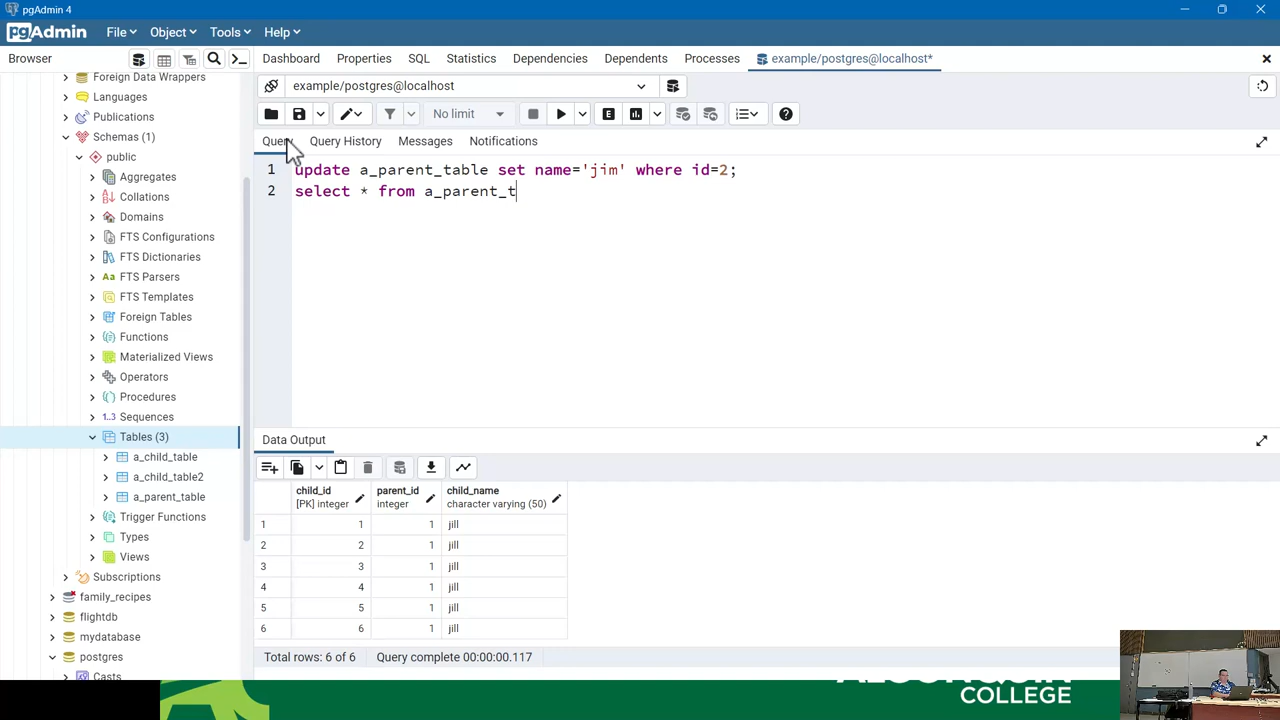 pgAdmin 4
pgAdmin File Object Tools Help
Browser
Dashboard Properties SQL Statistics Dependencies Dependents Processes example/postgres@localhost*
example/postgres@localhost
No limit
Query Query History Messages Notifications
1 update a_parent_table set name='jim' where id=2;
2 select * from a_parent_t
Foreign Data Wrappers
Languages
Publications
Schemas (1)
public
Aggregates
Collations
Domains
FTS Configurations
FTS Dictionaries
FTS Parsers
FTS Templates
Foreign Tables
Functions
Materialized Views
Operators
Procedures
1..3 Sequences
Tables (3)
a_child_table
a_child_table2
a_parent_table
Trigger Functions
Types
Views
Subscriptions
family_recipes
flightdb
mydatabase
postgres
Casts
Data Output
child_id parent_id child_name
[PK] integer integer character varying (50)
1 1 1 jill
2 2 1 jill
3 3 1 jill
4 4 1 jill
5 5 1 jill
6 6 1 jill
Total rows: 6 of 6 Query complete 00:00:00.117
ALGONQUIN
COLLEGE